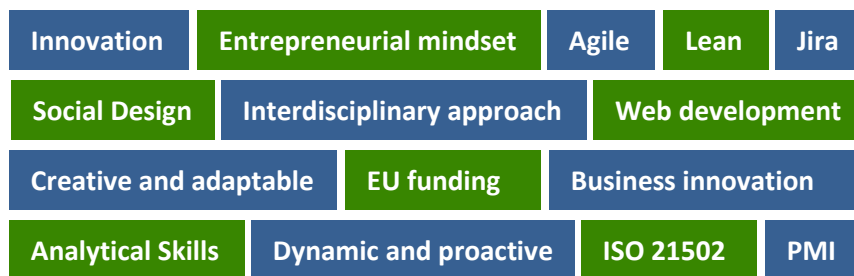 Innovation Entrepreneurial mindset Agile Lean Jira
Social Design Interdisciplinary approach Web development
Creative and adaptable EU funding Business innovation
Analytical Skills Dynamic and proactive ISO 21502 PMI